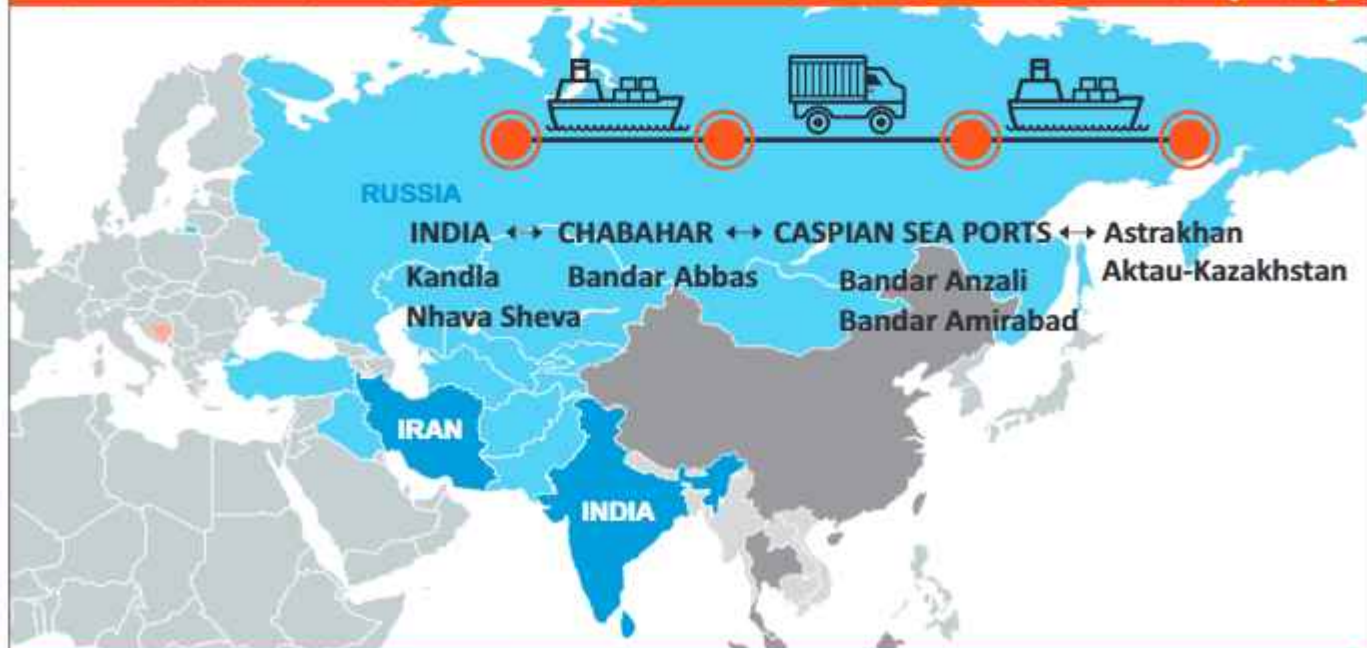 RUSSIA
INDIA ↔ CHABAHAR ↔ CASPIAN SEA PORTS ↔ Astrakhan
Kandla Bandar Abbas Bandar Anzali Aktau-Kazakhstan
Nhava Sheva Bandar Amirabad
IRAN
INDIA